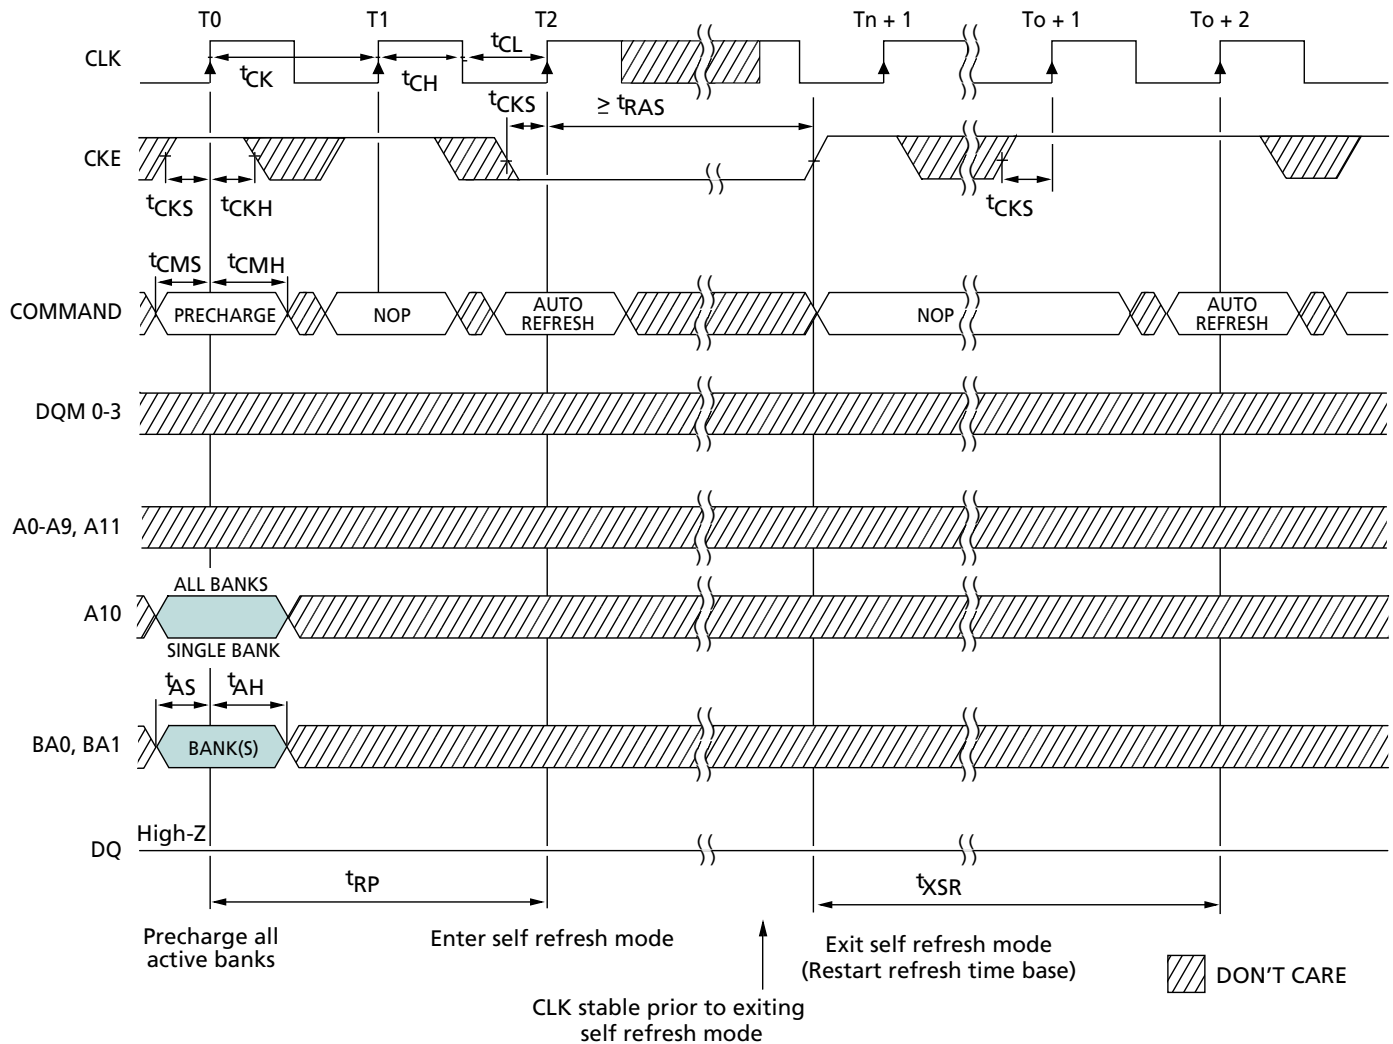 T0 T1 T2 Tn + 1 To + 1 To + 2
CLK
tCK
tCH
tCL
tCKS
≥ tRAS
CKE
tCKS
tCKH
tCKS
tCMS
tCMH
COMMAND
PRECHARGE
NOP
AUTO
REFRESH
NOP
AUTO
REFRESH
DQM 0-3
A0-A9, A11
ALL BANKS
A10
SINGLE BANK
tAS
tAH
BA0, BA1
BANK(S)
High-Z
DQ
tRP
tXSR
Precharge all
active banks
Enter self refresh mode
Exit self refresh mode
(Restart refresh time base)
CLK stable prior to exiting
self refresh mode
DON'T CARE